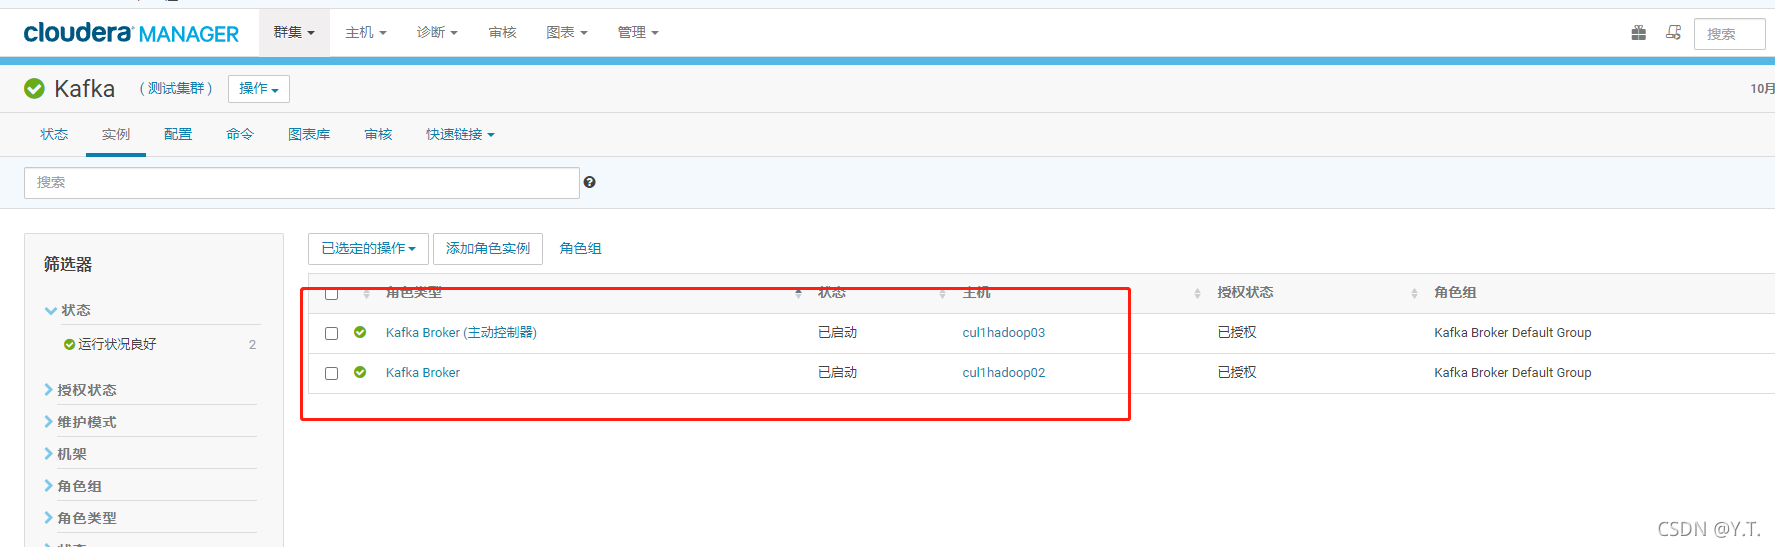 cloudera MANAGER 群集 主机 诊断 审核 图表 管理 搜索
Kafka (测试集群) 操作 10月
状态 实例 配置 命令 图表库 审核 快速链接
搜索
筛选器
状态
运行状况良好 2
授权状态
维护模式
机架
角色组
角色类型
已选定的操作 添加角色实例 角色组
角色类型 状态 主机 授权状态 角色组
Kafka Broker (主动控制器) 已启动 cul1hadoop03 已授权 Kafka Broker Default Group
Kafka Broker 已启动 cul1hadoop02 已授权 Kafka Broker Default Group
CSDN @Y.T.